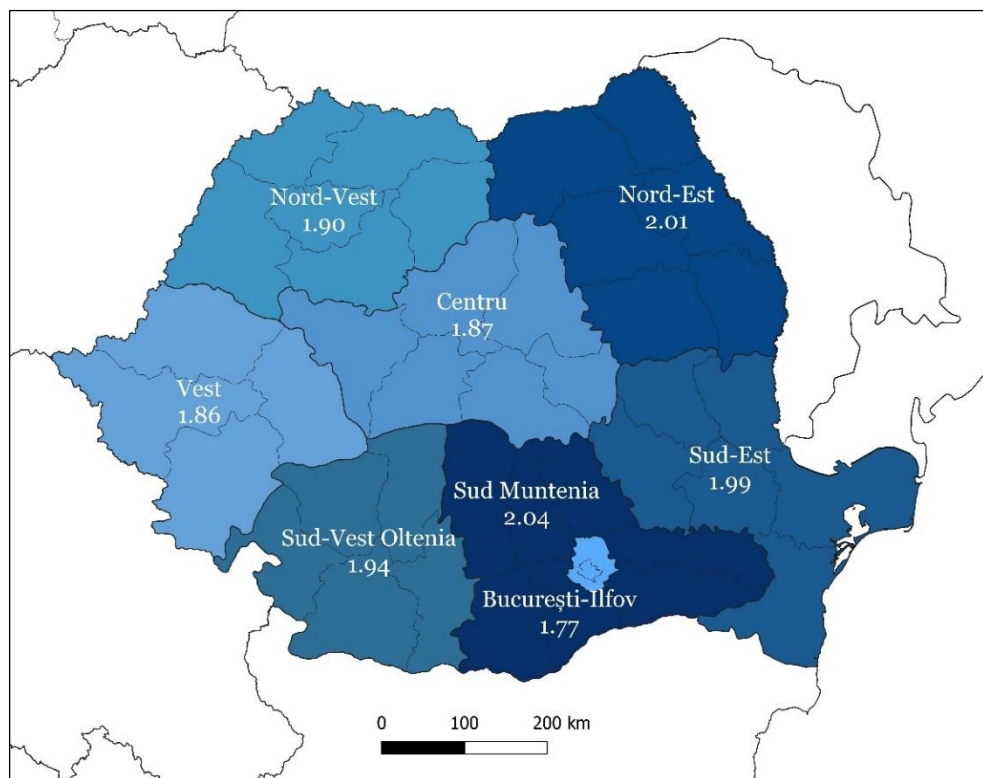 Nord-Vest
1.90
Nord-Est
2.01
Centru
1.87
Vest
1.86
Sud-Est
1.99
Sud Muntenia
2.04
Sud-Vest Oltenia
1.94
București-Ilfov
1.77
0 100 200 km